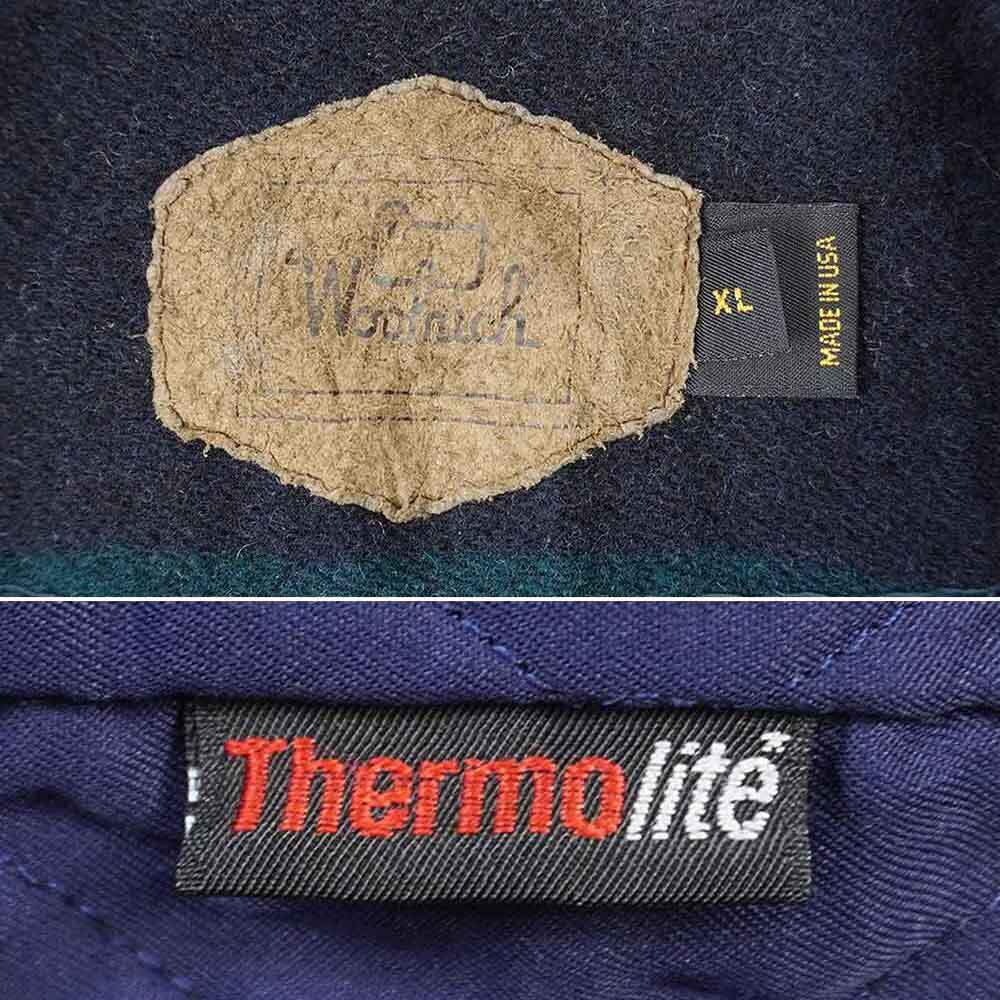 Woolrich
XL
MADE IN USA
Thermolite*